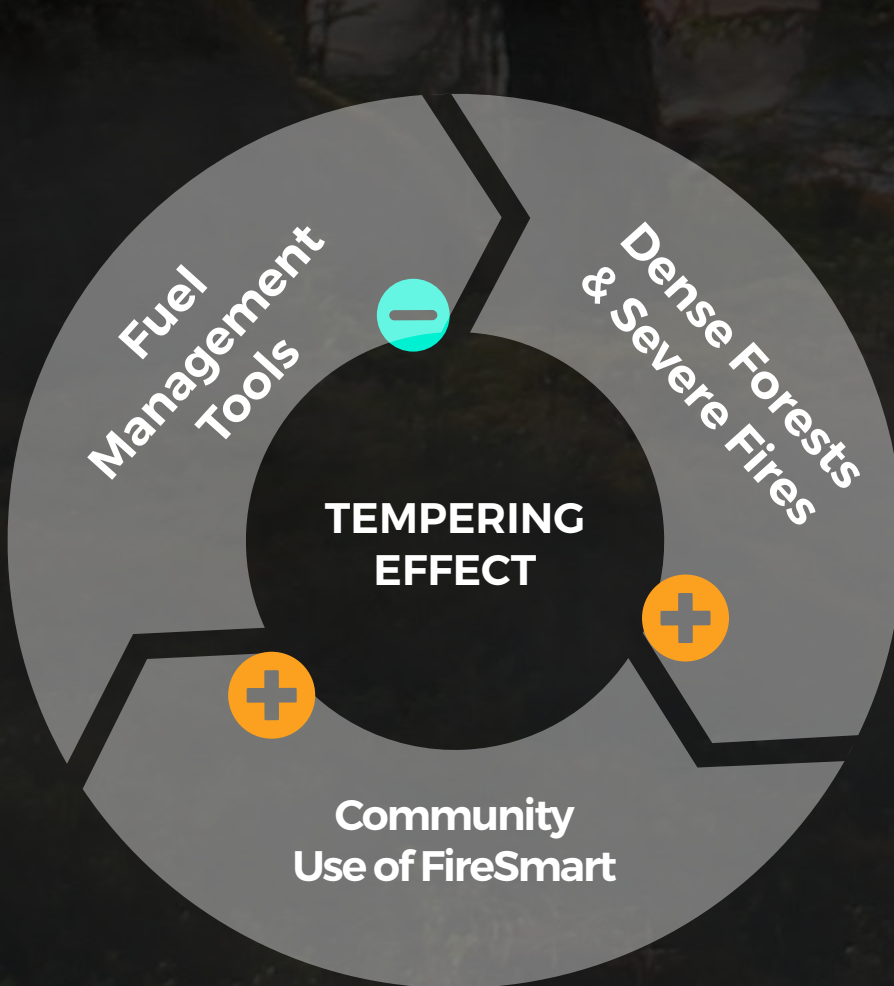 Fuel
Management
Tools
Dense Forests
& Severe Fires
TEMPERING
EFFECT
Community
Use of FireSmart